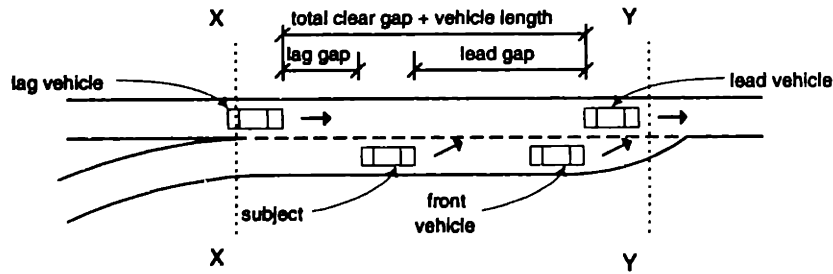 X
total clear gap + vehicle length
Y
lag gap
lead gap
lag vehicle
lead vehicle
subject
front
vehicle
X
Y